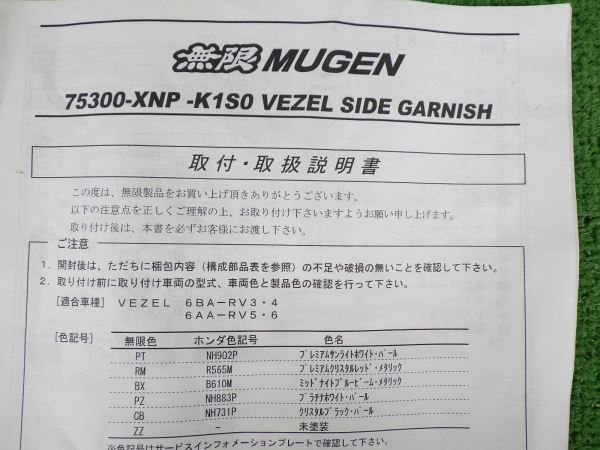 無限 MUGEN
75300-XNP -K1S0 VEZEL SIDE GARNISH
取付・取扱説明書
この度は、無限製品をお買い上げ頂きありがとうございます。
以下の注意点を正しくご理解の上、お取り付け下さいますようお願い申し上げます。
取り付け後は、本書を必ずお客様にお渡し下さい。
ご注意
1．開封後は、ただちに梱包内容（構成部品表を参照）の不足や破損の無いことを確認して下さい。
2．取り付け前に取り付け車両の型式、車両色と製品色の確認を行って下さい。
［適合車種］ VEZEL 6BA－RV3・4
6AA－RV5・6
［色記号］ 無限色 ホンダ色記号 色名
PT NH902P ﾌﾟﾚﾐｱﾑｻﾝﾗｲﾄﾎﾜｲﾄ･ﾊﾟｰﾙ
RM R565M ﾌﾟﾚﾐｱﾑｸﾘｽﾀﾙﾚｯﾄﾞ･ﾒﾀﾘｯｸ
BX B610M ﾐｯﾄﾞﾅｲﾄﾌﾞﾙｰﾋﾞｰﾑ･ﾒﾀﾘｯｸ
PZ NH883P ﾌﾟﾗﾁﾅﾎﾜｲﾄ･ﾊﾟｰﾙ
CB NH731P ｸﾘｽﾀﾙﾌﾞﾗｯｸ･ﾊﾟｰﾙ
ZZ － 未塗装
※色記号はサービスインフォメーションプレートで確認して下さい。